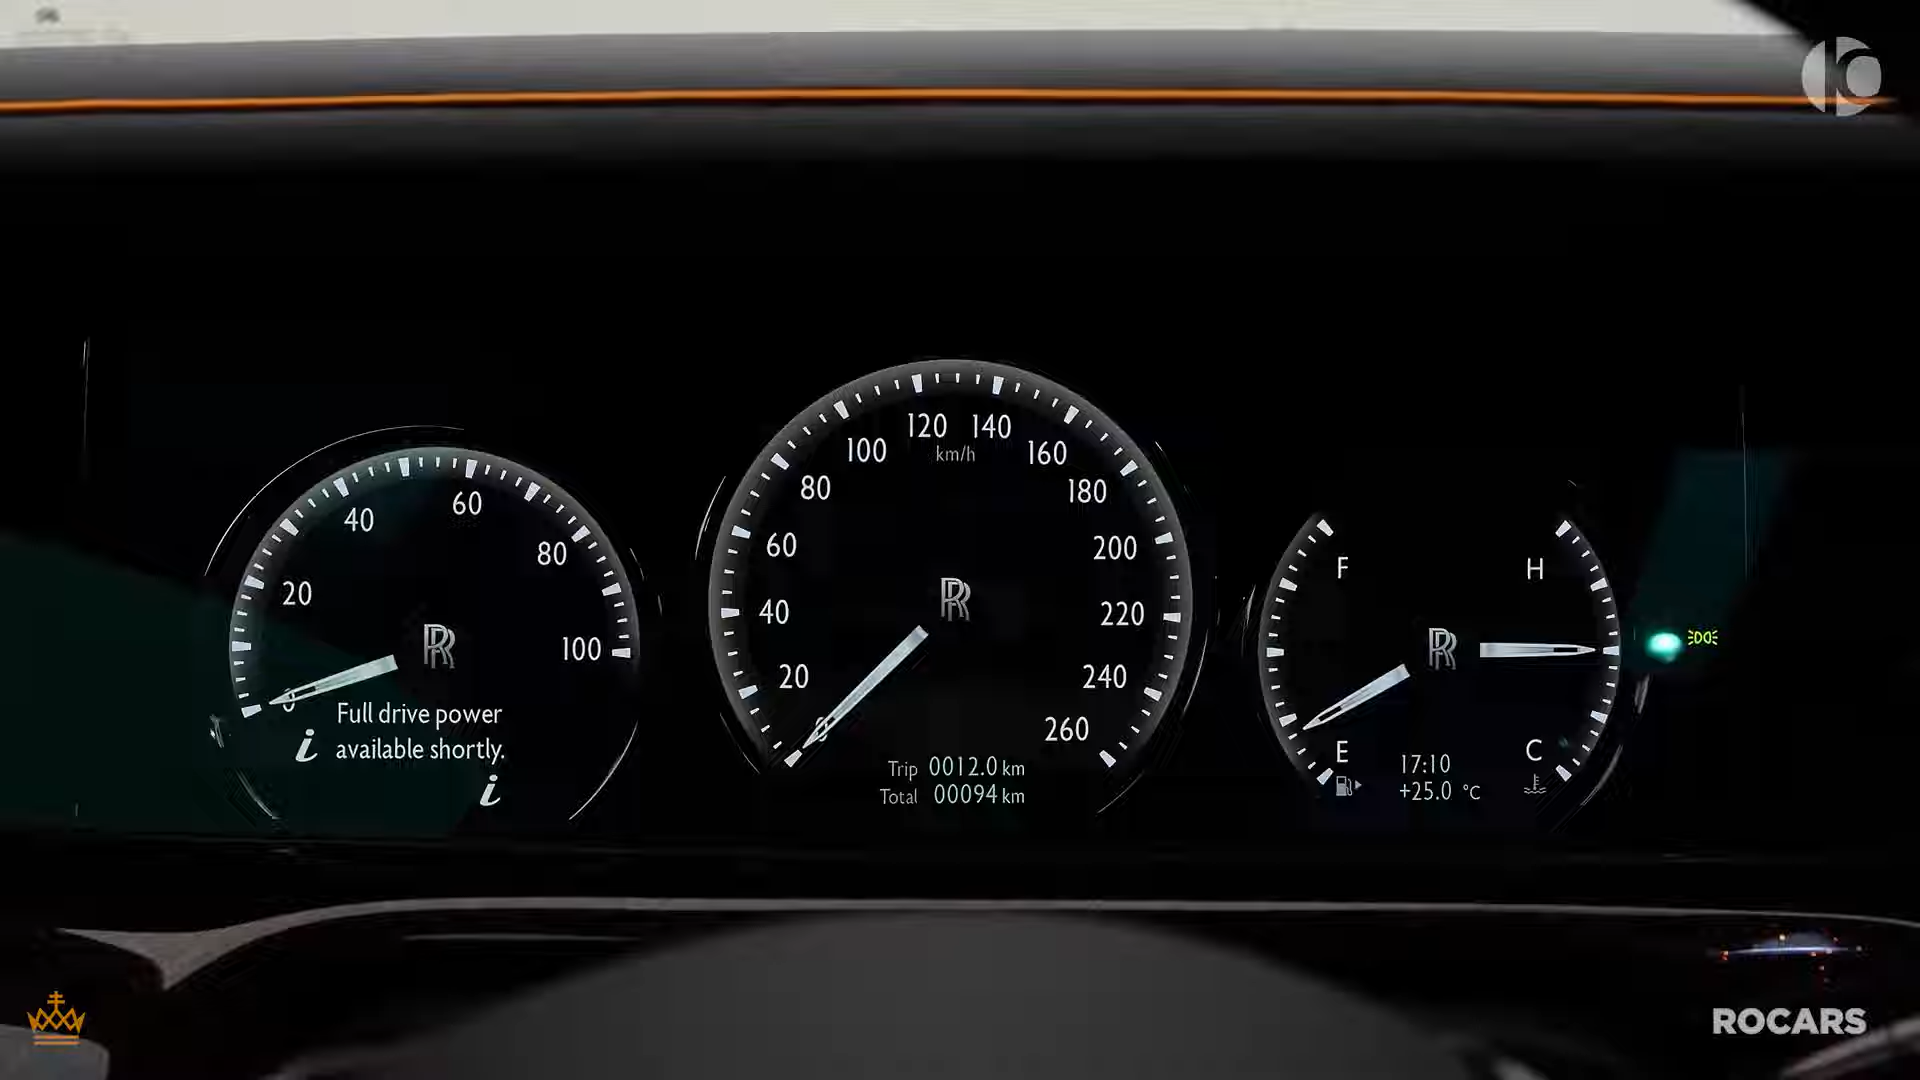 20
40
60
80
100
0
Full drive power
available shortly.
i
i
0
20
40
60
80
100
120
140
160
180
200
220
240
260
km/h
Trip 0012.0 km
Total 00094 km
F
E
H
C
17:10
+25.0 °C
ROCARS